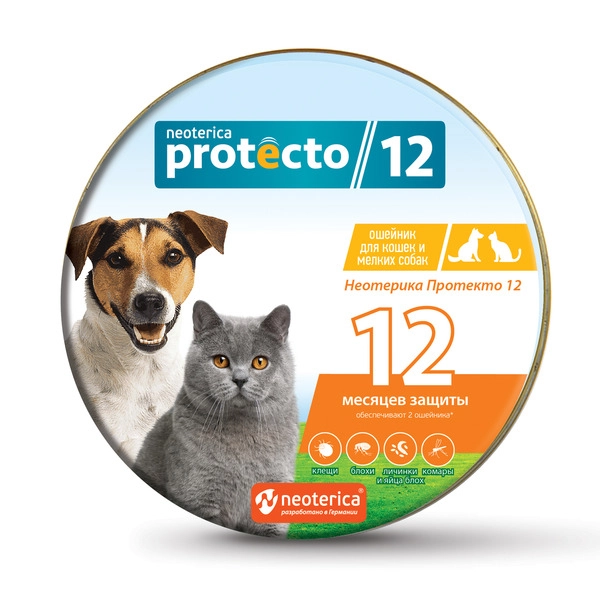 neoterica
protecto 12
ошейник
для кошек и
мелких собак
Неотерика Протекто 12
12
месяцев защиты
обеспечивают 2 ошейника*
клещи
блохи
личинки
и яйца блох
комары
neoterica®
разработано в Германии